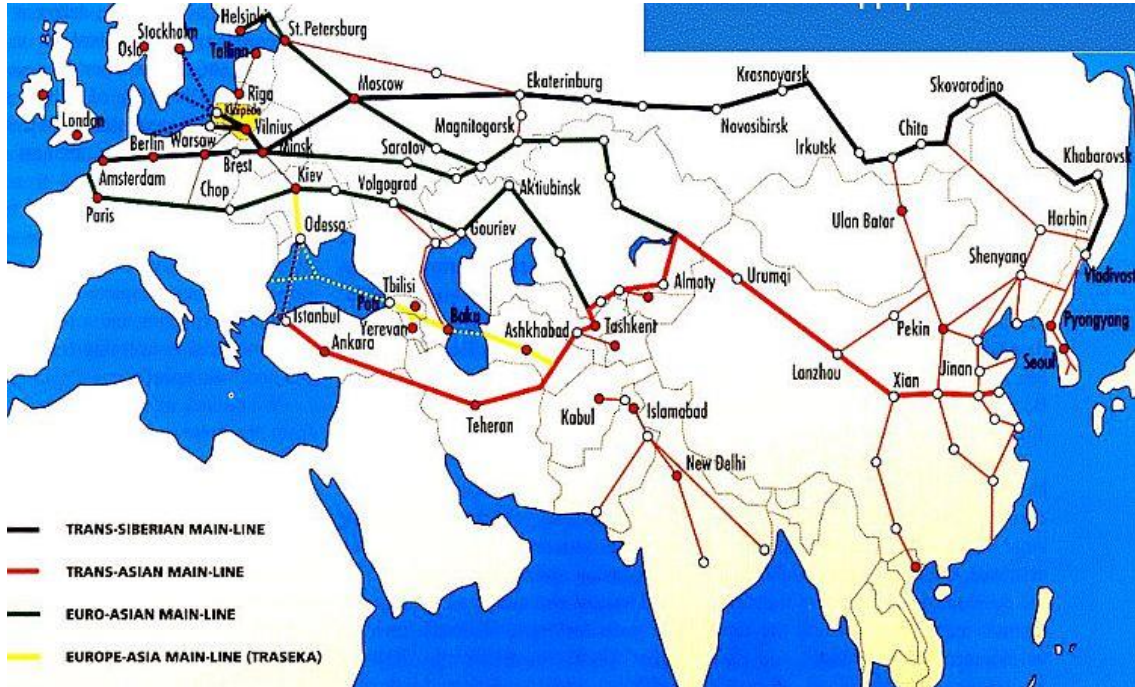 Helsinki
St. Petersburg
Stockholm
Oslo
Tallinn
Moscow
Ekaterinburg
Krasnoyarsk
Skovorodino
Riga
London
Vilnius
Magnitogorsk
Novosibirsk
Chita
Berlin
Warsaw
Minsk
Saratov
Irkutsk
Khabarovsk
Amsterdam
Brest
Kiev
Chop
Volgograd
Aktiubinsk
Paris
Ulan Bator
Harbin
Odessa
Gouriev
Shenyang
Vladivost
Tbilisi
Almaty
Urumqi
Istanbul
Yerevan
Baku
Ashkhabad
Tashkent
Pekin
Pyongyang
Ankara
Lanzhou
Xian
Jinan
Seoul
Teheran
Kabul
Islamabad
New Delhi
TRANS-SIBERIAN MAIN-LINE
TRANS-ASIAN MAIN-LINE
EURO-ASIAN MAIN-LINE
EUROPE-ASIA MAIN-LINE (TRASEKA)